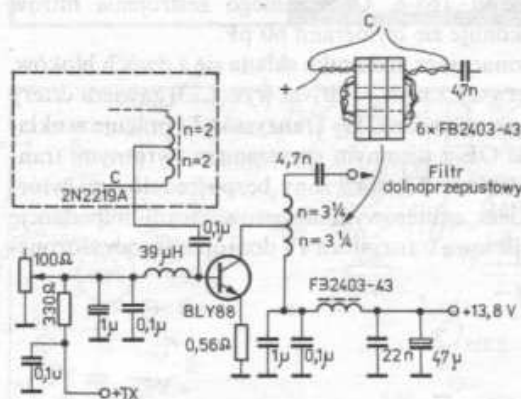 C
+
4,7n
6×FB2403-43
n=2
n=2
C
2N2219A
4,7n
Filtr
dolnoprzepustowy
n=3½
n=3¼
100Ω
39µH
0,1µ
BLY88
FB2403-43
+13,8 V
330Ω
1µ
0,1µ
0,56Ω
1µ
0,1µ
22n
47µ
0,1µ
+TX